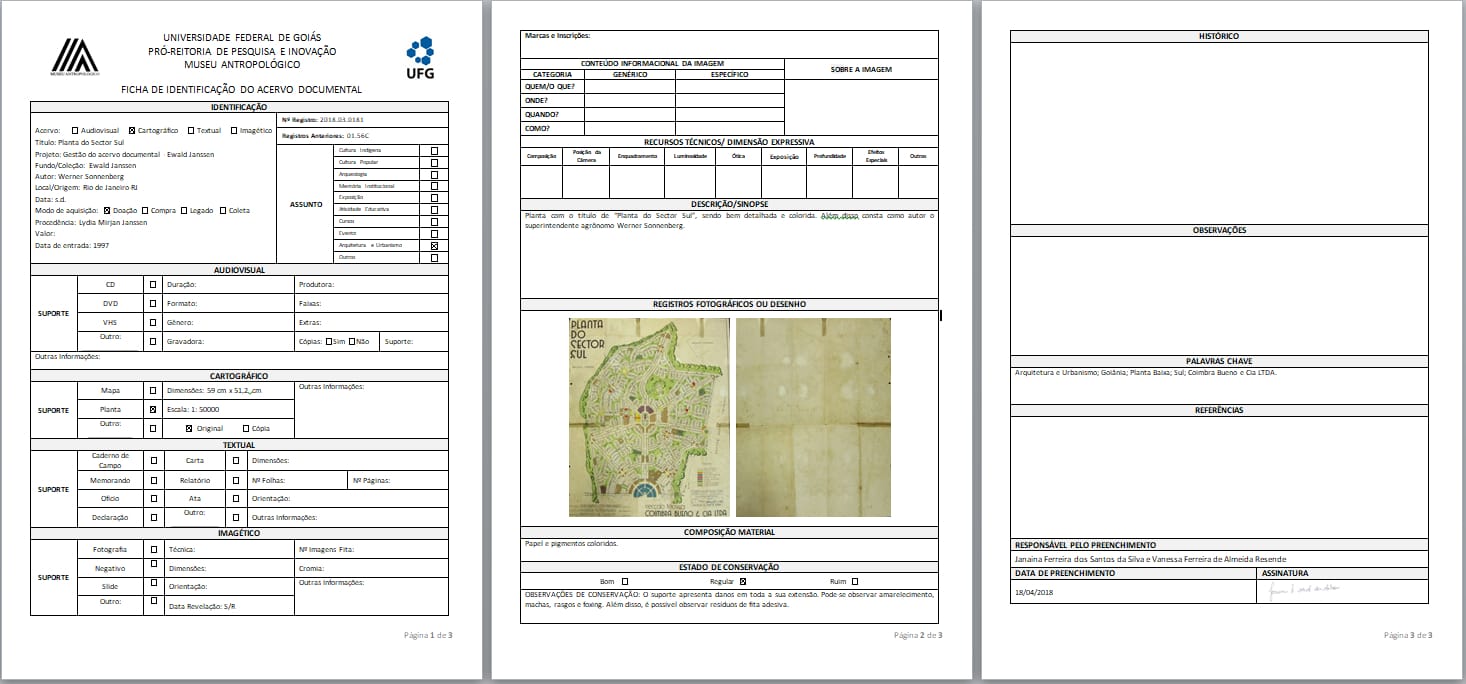 UNIVERSIDADE FEDERAL DE GOIÁS
PRÓ-REITORIA DE PESQUISA E INOVAÇÃO
MUSEU ANTROPOLÓGICO
MUSEU ANTROPOLÓGICO
UFG
FICHA DE IDENTIFICAÇÃO DO ACERVO DOCUMENTAL
IDENTIFICAÇÃO
Acervo: Audiovisual Cartográfico Textual Imagético
Título: Planta do Sector Sul
Projeto: Gestão do acervo documental - Ewald Janssen
Fundo/Coleção: Ewald Janssen
Autor: Werner Sonnenberg
Local/Origem: Rio de Janeiro RJ
Data: s.d.
Modo de aquisição: Doação Compra Legado Coleta
Procedência: Lydia Mirjan Janssen
Valor:
Data de entrada: 1997
Nº Registro: 2018.03.0181
Registros Anteriores: 01.56C
ASSUNTO
Cultura Indígena
Cultura Popular
Arqueologia
Memória Institucional
Exposição
Atividade Educativa
Cursos
Evento
Arquitetura e Urbanismo
Outros
AUDIOVISUAL
SUPORTE
CD Duração: Produtora:
DVD Formato: Faixas:
VHS Gênero: Extras:
Outro: Gravadora: Cópias: Sim Não Suporte:
Outras Informações:
CARTOGRÁFICO
SUPORTE
Mapa Dimensões: 59 cm x 51,2,,cm Outras Informações:
Planta Escala: 1: 50000
Outro: Original Cópia
TEXTUAL
SUPORTE
Caderno de Campo Carta Dimensões:
Memorando Relatório Nº Folhas: Nº Páginas:
Ofício Ata Orientação:
Declaração Outro: Outras Informações:
IMAGÉTICO
SUPORTE
Fotografia Técnica: Nº Imagens Fita:
Negativo Dimensões: Cromia:
Slide Orientação: Outras Informações:
Outro: Data Revelação: S/R
Página 1 de 3
Marcas e Inscrições:
CONTEÚDO INFORMACIONAL DA IMAGEM
SOBRE A IMAGEM
CATEGORIA GENÉRICO ESPECÍFICO
QUEM/O QUE?
ONDE?
QUANDO?
COMO?
RECURSOS TÉCNICOS/ DIMENSÃO EXPRESSIVA
Composição Posição da Câmera Enquadramento Luminosidade Ótica Exposição Profundidade Efeitos Especiais Outros
DESCRIÇÃO/SINOPSE
Planta com o título de "Planta do Sector Sul", sendo bem detalhada e colorida. Além disso consta como autor o
superintendente agrônomo Werner Sonnenberg.
REGISTROS FOTOGRÁFICOS OU DESENHO
PLANTA
DO
SECTOR
SUL
COIMBRA BUENO & CIA LTDA
COMPOSIÇÃO MATERIAL
Papel e pigmentos coloridos.
ESTADO DE CONSERVAÇÃO
Bom Regular Ruim
OBSERVAÇÕES DE CONSERVAÇÃO: O suporte apresenta danos em toda a sua extensão. Pode-se observar amarelecimento,
machas, rasgos e foxing. Além disso, é possível observar resíduos de fita adesiva.
Página 2 de 3
HISTÓRICO
OBSERVAÇÕES
PALAVRAS CHAVE
Arquitetura e Urbanismo; Goiânia; Planta Baixa; Sul; Coimbra Bueno e Cia LTDA.
REFERÊNCIAS
RESPONSÁVEL PELO PREENCHIMENTO
Janaína Ferreira dos Santos da Silva e Vanessa Ferreira de Almeida Resende
DATA DE PREENCHIMENTO ASSINATURA
18/04/2018
Página 3 de 3